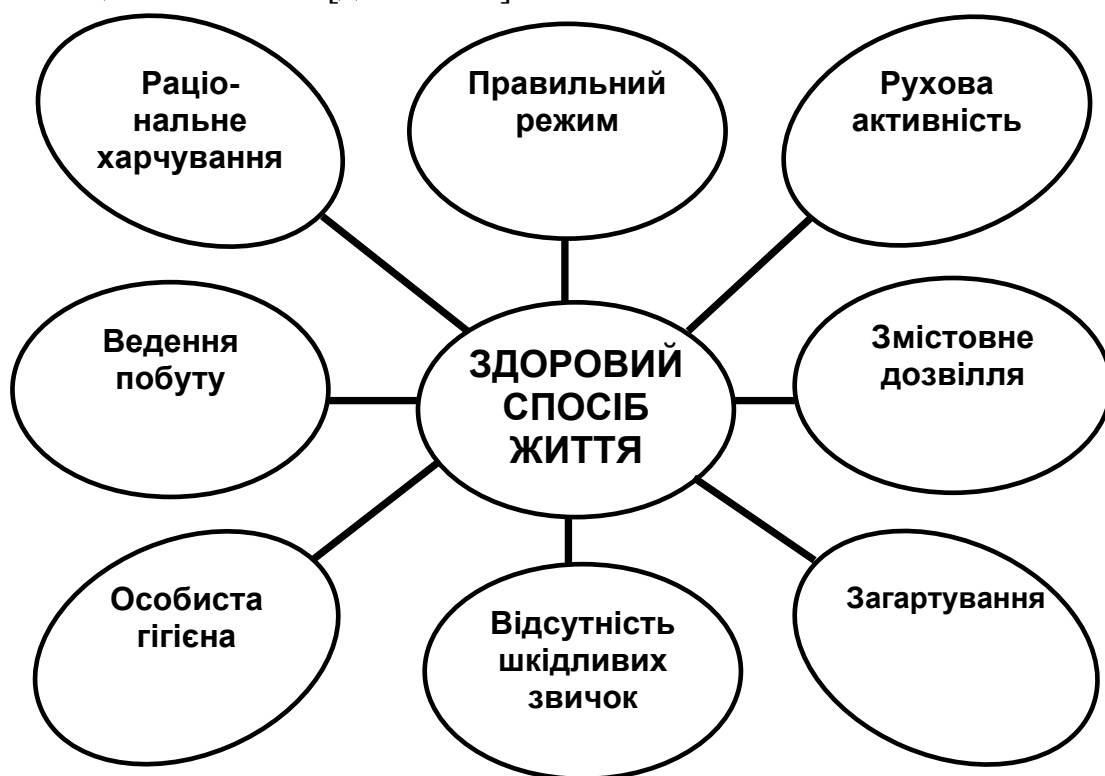 Раціо-
нальне
харчування
Правильний
режим
Рухова
активність
Ведення
побуту
ЗДОРОВИЙ
СПОСІБ
ЖИТТЯ
Змістовне
дозвілля
Особиста
гігієна
Відсутність
шкідливих
звичок
Загартування